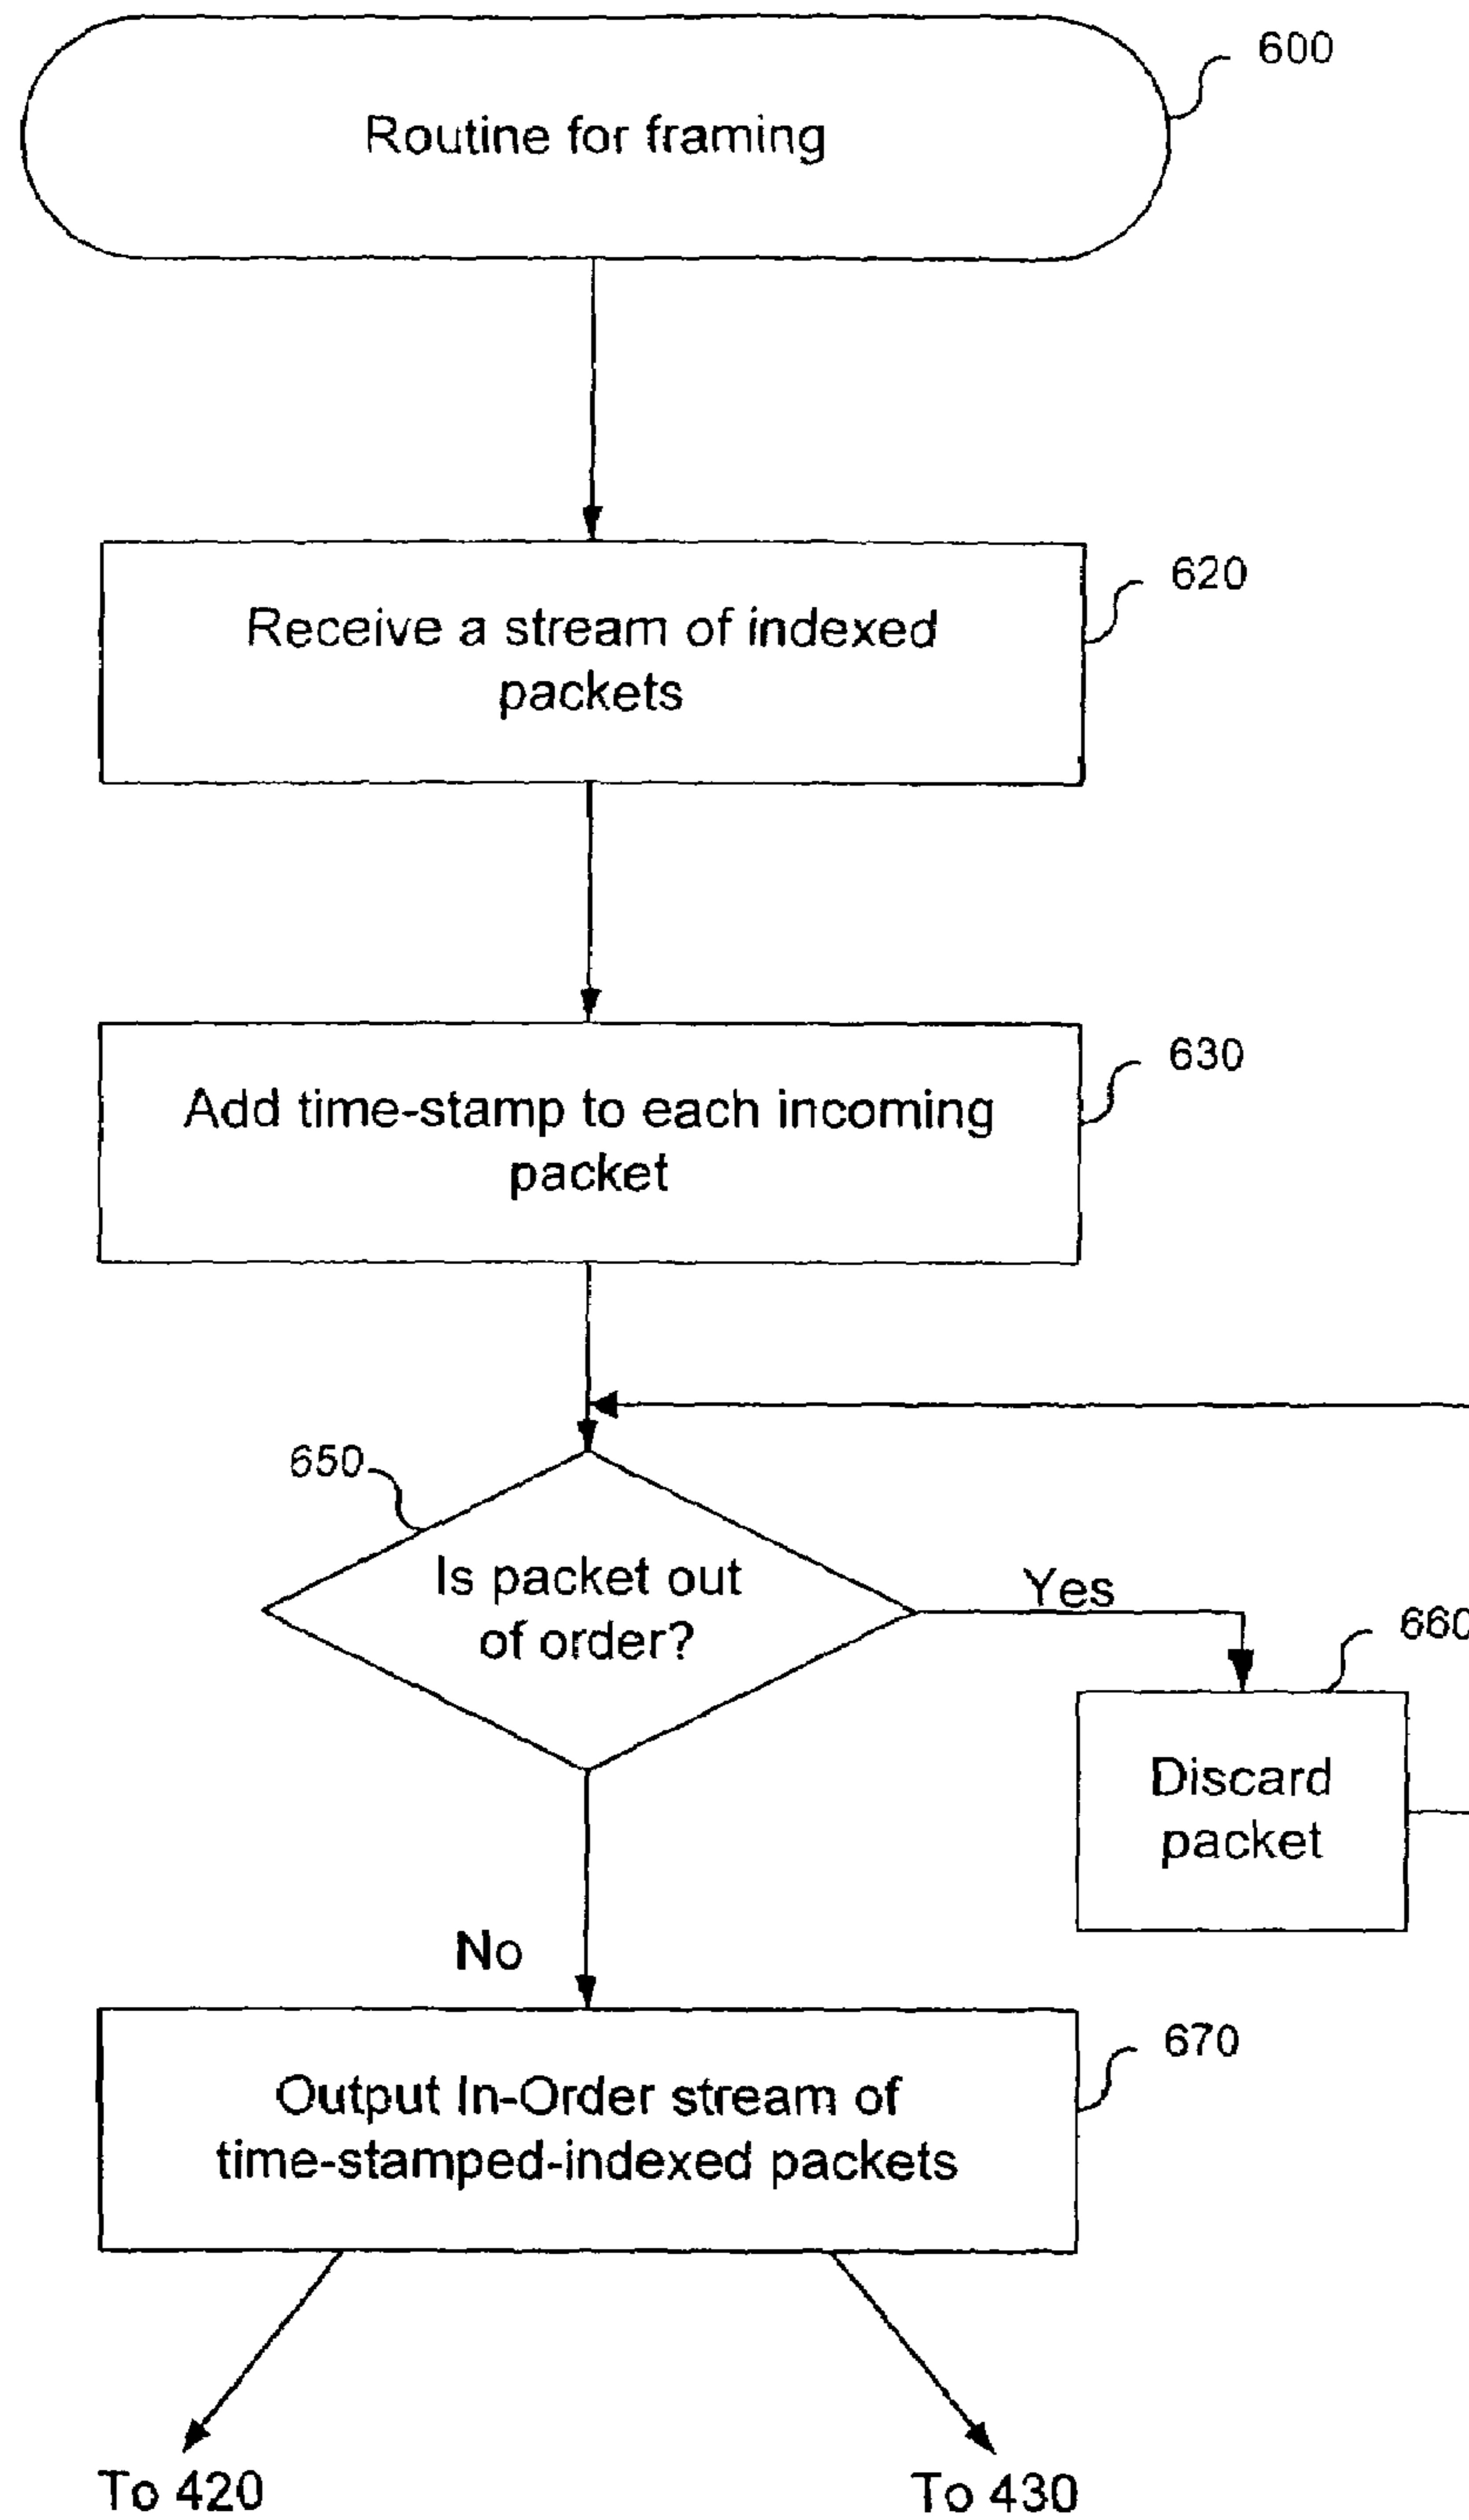 600
Routine for framing
620
Receive a stream of indexed
packets
630
Add time-stamp to each incoming
packet
650
Is packet out
of order?
Yes
660
Discard
packet
No
670
Output In-Order stream of
time-stamped-indexed packets
To 420
To 430